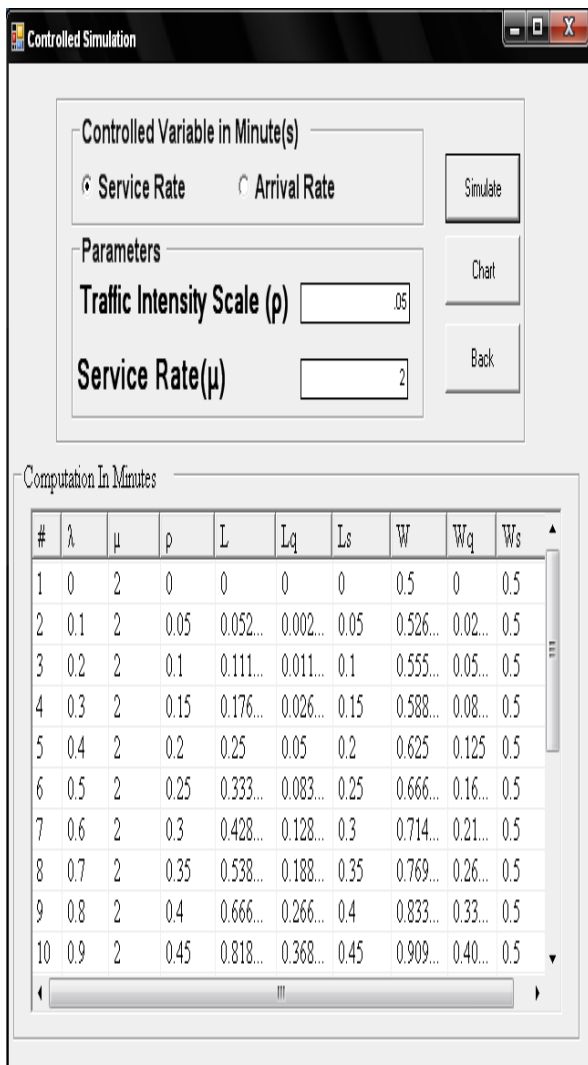 Controlled Simulation
Controlled Variable in Minute(s)
Service Rate Arrival Rate
Simulate
Parameters
Traffic Intensity Scale (ρ) .05
Chart
Service Rate(μ) 2
Back
Computation In Minutes
# λ μ ρ L Lq Ls W Wq Ws
1 0 2 0 0 0 0 0.5 0 0.5
2 0.1 2 0.05 0.052... 0.002... 0.05 0.526... 0.02... 0.5
3 0.2 2 0.1 0.111... 0.011... 0.1 0.555... 0.05... 0.5
4 0.3 2 0.15 0.176... 0.026... 0.15 0.588... 0.08... 0.5
5 0.4 2 0.2 0.25 0.05 0.2 0.625 0.125 0.5
6 0.5 2 0.25 0.333... 0.083... 0.25 0.666... 0.16... 0.5
7 0.6 2 0.3 0.428... 0.128... 0.3 0.714... 0.21... 0.5
8 0.7 2 0.35 0.538... 0.188... 0.35 0.769... 0.26... 0.5
9 0.8 2 0.4 0.666... 0.266... 0.4 0.833... 0.33... 0.5
10 0.9 2 0.45 0.818... 0.368... 0.45 0.909... 0.40... 0.5